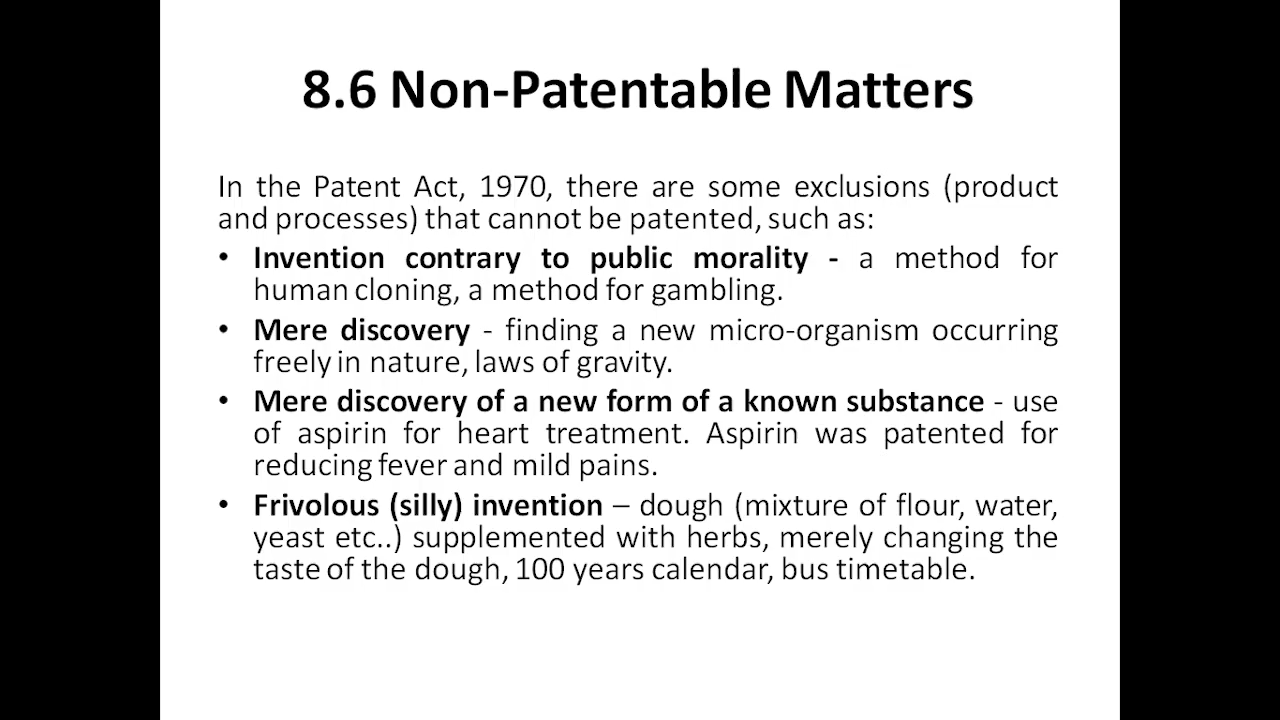 8.6 Non-Patentable Matters
In the Patent Act, 1970, there are some exclusions (product
and processes) that cannot be patented, such as:
• Invention contrary to public morality - a method for
human cloning, a method for gambling.
• Mere discovery - finding a new micro-organism occurring
freely in nature, laws of gravity.
• Mere discovery of a new form of a known substance - use
of aspirin for heart treatment. Aspirin was patented for
reducing fever and mild pains.
• Frivolous (silly) invention – dough (mixture of flour, water,
yeast etc..) supplemented with herbs, merely changing the
taste of the dough, 100 years calendar, bus timetable.